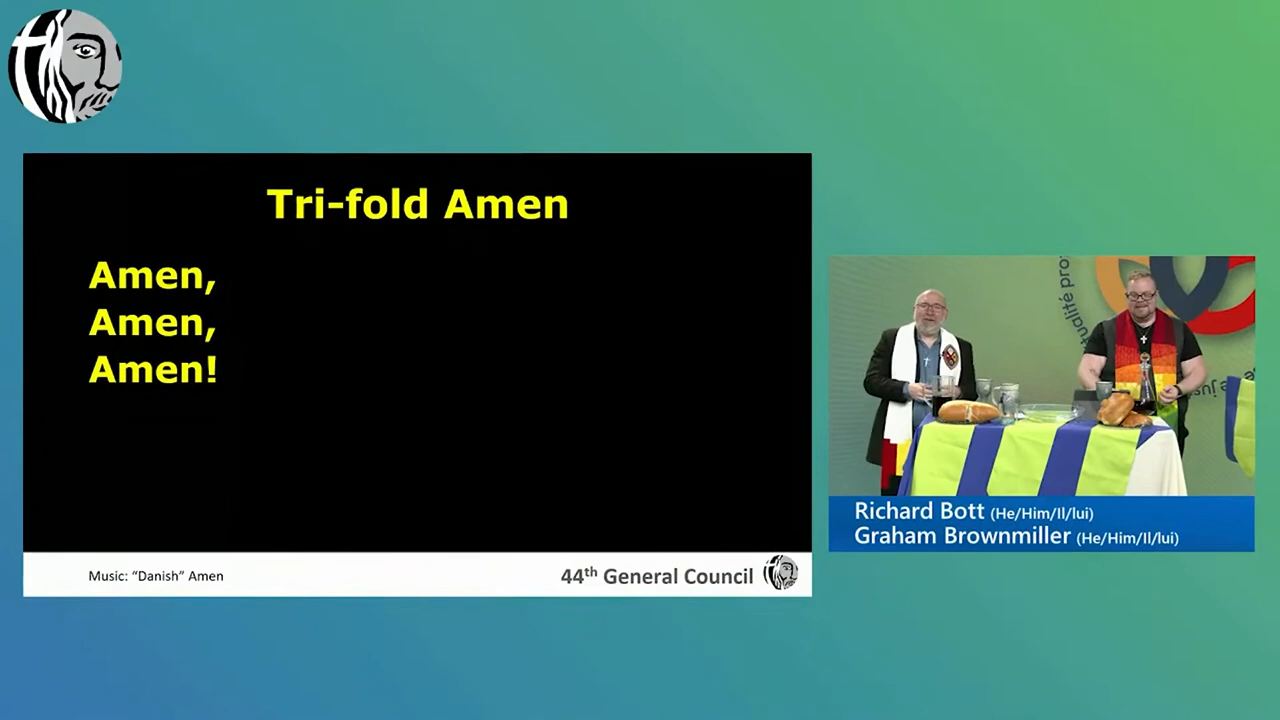 Tri-fold Amen
Amen,
Amen,
Amen!
Music: “Danish” Amen
44th General Council
Richard Bott (He/Him/Il/lui)
Graham Brownmiller (He/Him/Il/lui)